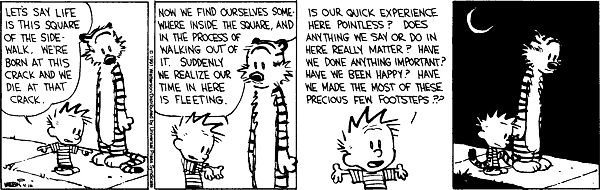 LET'S SAY LIFE
IS THIS SQUARE
OF THE SIDE-
WALK. WE'RE
BORN AT THIS
CRACK AND WE
DIE AT THAT
CRACK.
NOW WE FIND OURSELVES SOME-
WHERE INSIDE THE SQUARE, AND
IN THE PROCESS OF
WALKING OUT OF
IT. SUDDENLY
WE REALIZE OUR
TIME IN HERE
IS FLEETING.
IS OUR QUICK EXPERIENCE
HERE POINTLESS? DOES
ANYTHING WE SAY OR DO IN
HERE REALLY MATTER? HAVE
WE DONE ANYTHING IMPORTANT?
HAVE WE BEEN HAPPY? HAVE
WE MADE THE MOST OF THESE
PRECIOUS FEW FOOTSTEPS??